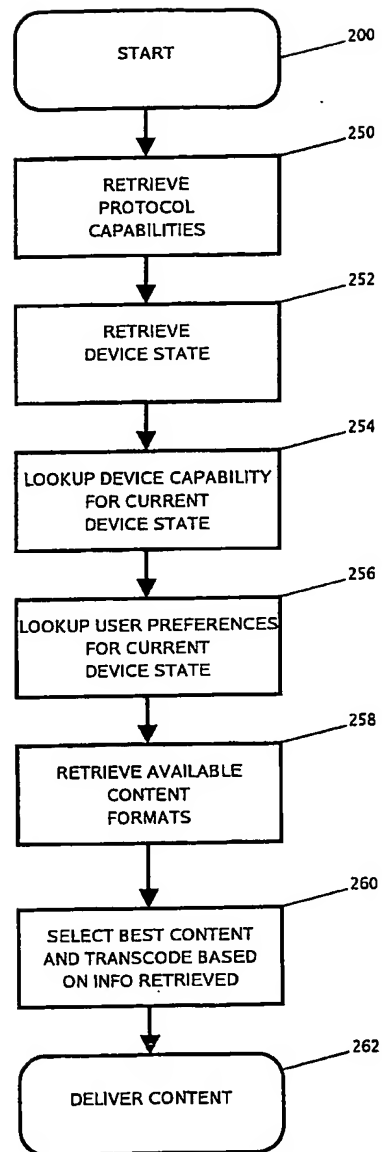 START
200
250
RETRIEVE
PROTOCOL
CAPABILITIES
252
RETRIEVE
DEVICE STATE
254
LOOKUP DEVICE CAPABILITY
FOR CURRENT
DEVICE STATE
256
LOOKUP USER PREFERENCES
FOR CURRENT
DEVICE STATE
258
RETRIEVE AVAILABLE
CONTENT
FORMATS
260
SELECT BEST CONTENT
AND TRANSCODE BASED
ON INFO RETRIEVED
262
DELIVER CONTENT